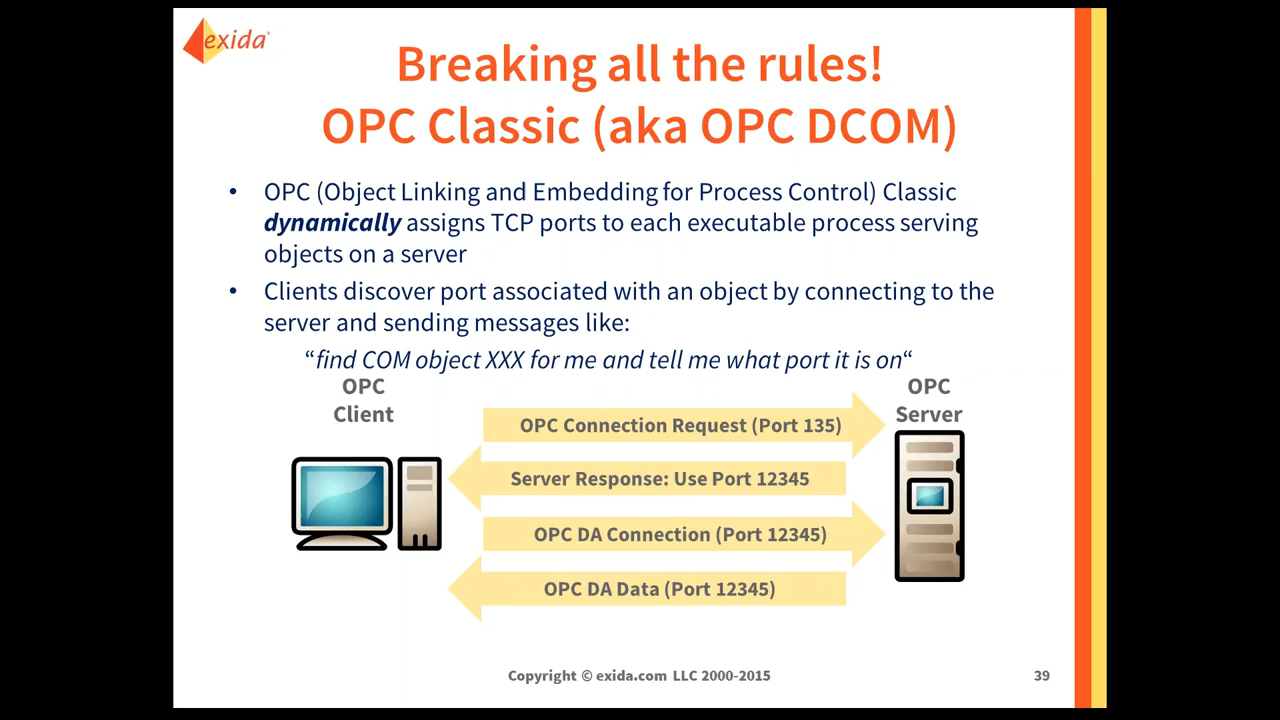 exida
Breaking all the rules!
OPC Classic (aka OPC DCOM)
• OPC (Object Linking and Embedding for Process Control) Classic
dynamically assigns TCP ports to each executable process serving
objects on a server
• Clients discover port associated with an object by connecting to the
server and sending messages like:
“find COM object XXX for me and tell me what port it is on“
OPC
Client
OPC
Server
OPC Connection Request (Port 135)
Server Response: Use Port 12345
OPC DA Connection (Port 12345)
OPC DA Data (Port 12345)
Copyright © exida.com LLC 2000-2015
39